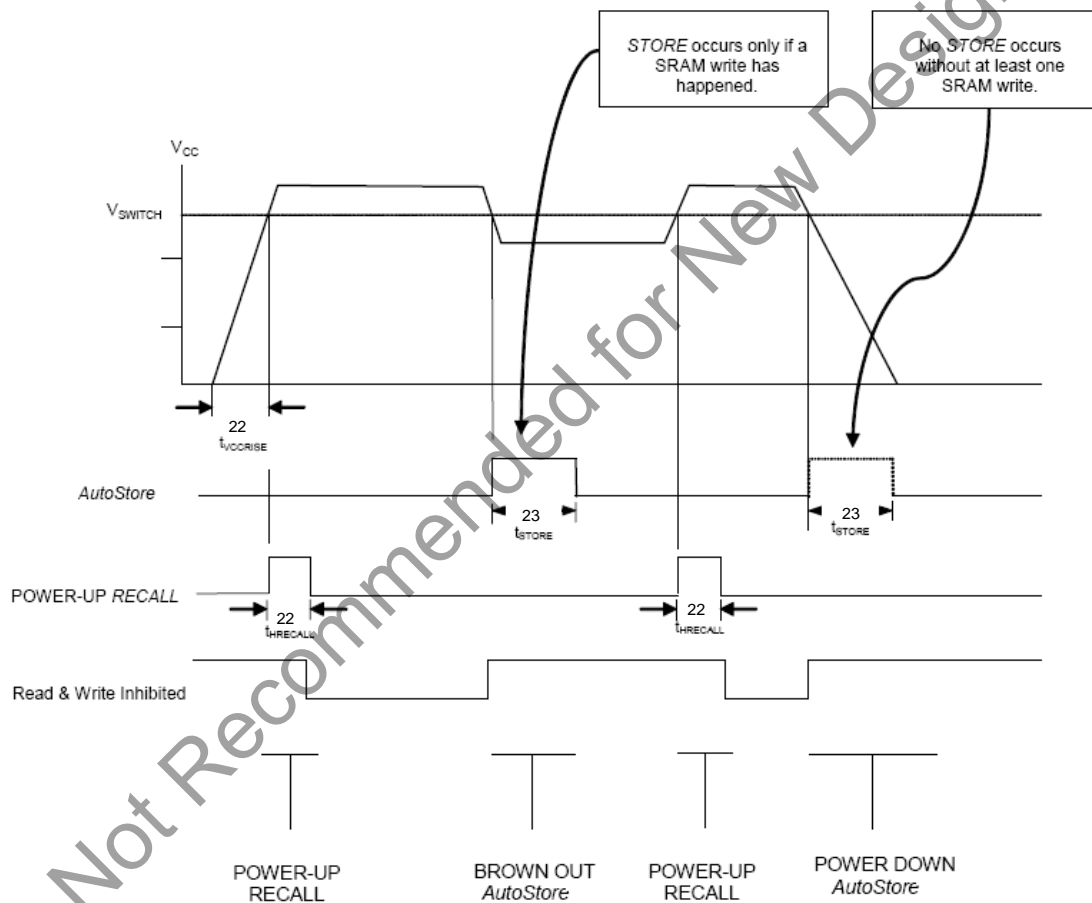 STORE occurs only if a
SRAM write has
happened.
No STORE occurs
without at least one
SRAM write.
VCC
VSWITCH
22
tVCCRISE
AutoStore
23
tSTORE
23
tSTORE
POWER-UP RECALL
22
tHRECALL
22
tHRECALL
Read & Write Inhibited
POWER-UP
RECALL
BROWN OUT
AutoStore
POWER-UP
RECALL
POWER DOWN
AutoStore
Not Recommended for New